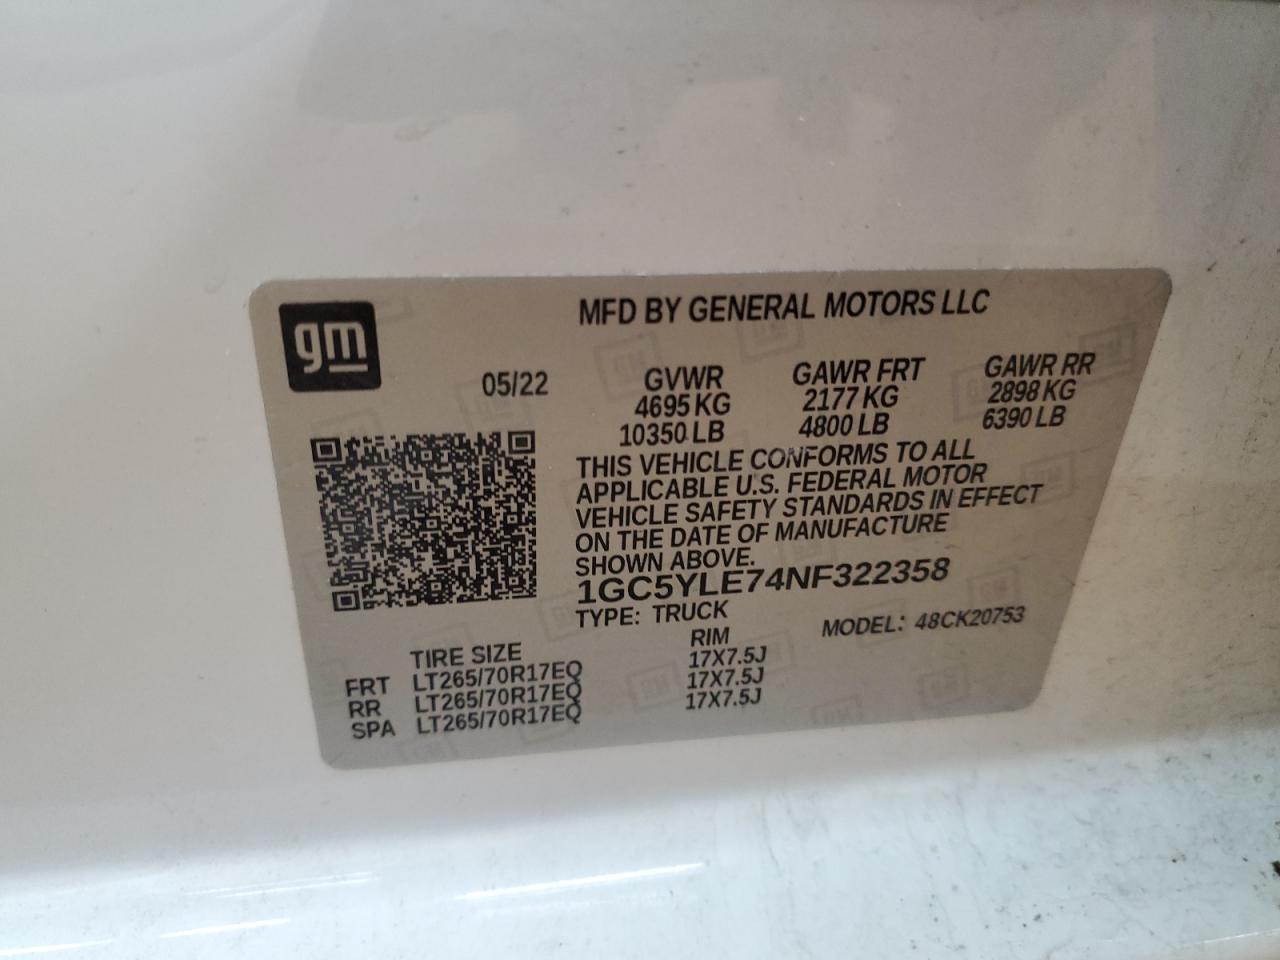 gm
MFD BY GENERAL MOTORS LLC
05/22 GVWR GAWR FRT GAWR RR
4695 KG 2177 KG 2898 KG
10350 LB 4800 LB 6390 LB
THIS VEHICLE CONFORMS TO ALL
APPLICABLE U.S. FEDERAL MOTOR
VEHICLE SAFETY STANDARDS IN EFFECT
ON THE DATE OF MANUFACTURE
SHOWN ABOVE.
1GC5YLE74NF322358
TYPE: TRUCK MODEL: 48CK20753
TIRE SIZE RIM
FRT LT265/70R17EQ 17X7.5J
RR LT265/70R17EQ 17X7.5J
SPA LT265/70R17EQ 17X7.5J